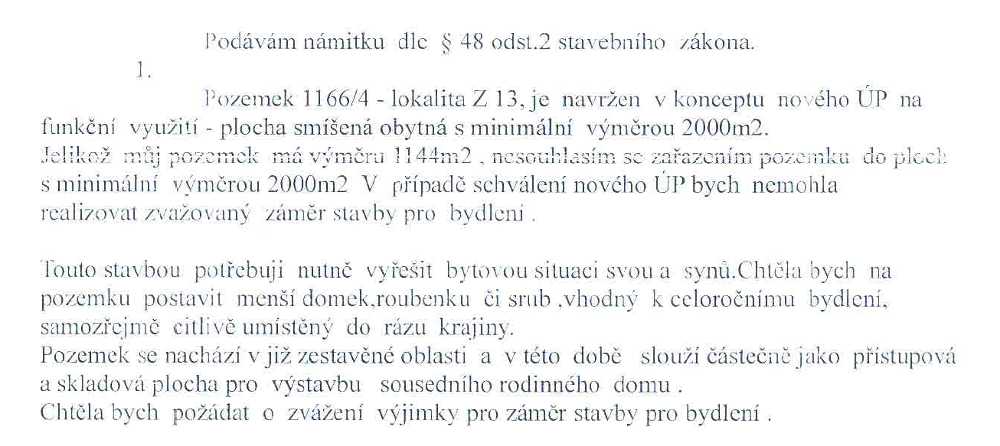 Podávám námitku dle § 48 odst.2 stavebního zákona.
1.
Pozemek 1166/4 - lokalita Z 13, je navržen v konceptu nového ÚP na
funkční využití - plocha smíšená obytná s minimální výměrou 2000m2.
Jelikož můj pozemek má výměru 1144m2 , nesouhlasím se zařazením pozemku do ploch
s minimální výměrou 2000m2 V případě schválení nového ÚP bych nemohla
realizovat zvažovaný záměr stavby pro bydlení .
Touto stavbou potřebuji nutně vyřešit bytovou situaci svou a synů.Chtěla bych na
pozemku postavit menší domek,roubenku či srub ,vhodný k celoročnímu bydlení,
samozřejmě citlivě umístěný do rázu krajiny.
Pozemek se nachází v již zestavěné oblasti a v této době slouží částečně jako přístupová
a skladová plocha pro výstavbu sousedního rodinného domu .
Chtěla bych požádat o zvážení výjimky pro záměr stavby pro bydlení .